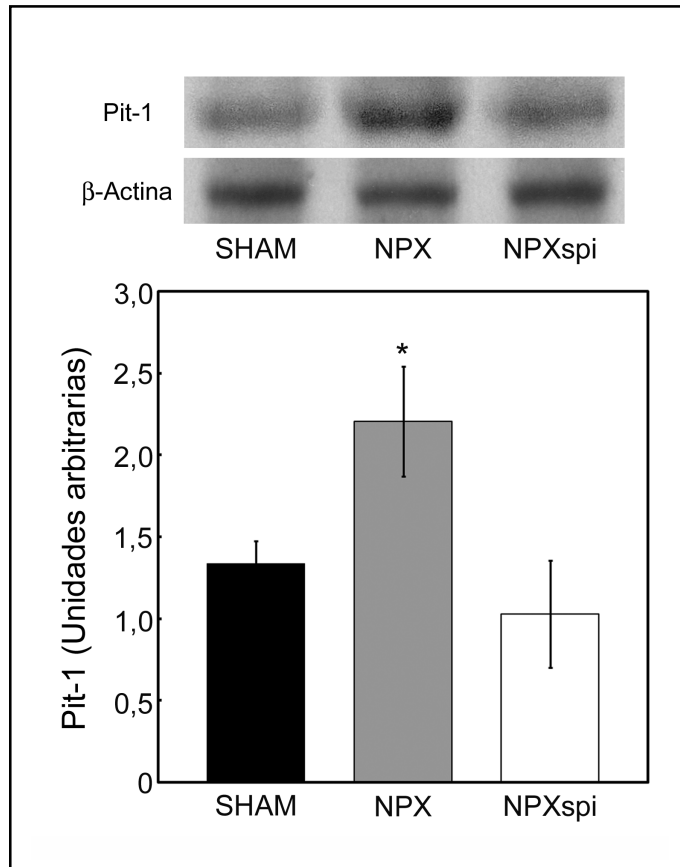 Pit-1
β-Actina
SHAM NPX NPXspi
3,0
2,5
2,0
1,5
1,0
0,5
0
Pit-1 (Unidades arbitrarias)
*
SHAM NPX NPXspi